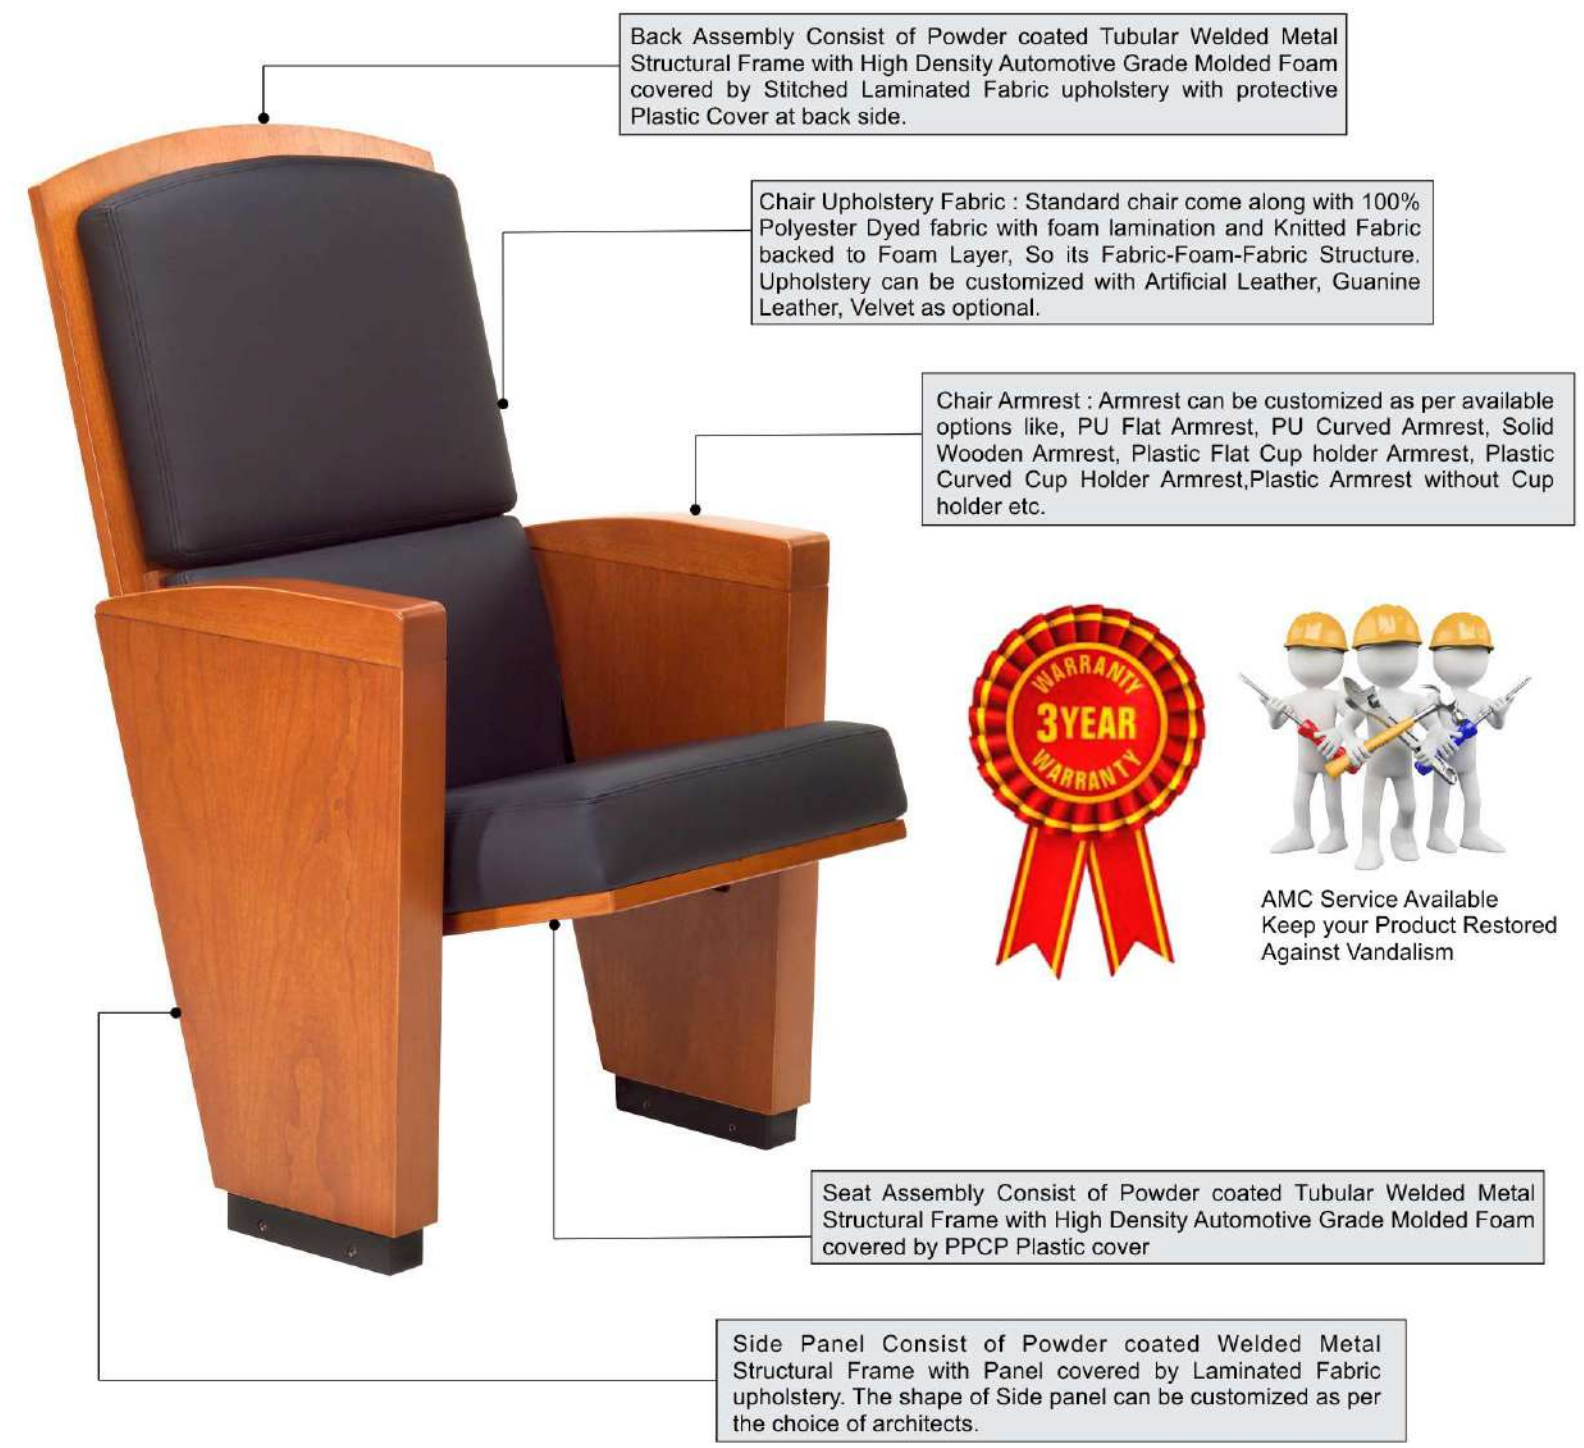 Back Assembly Consist of Powder coated Tubular Welded Metal
Structural Frame with High Density Automotive Grade Molded Foam
covered by Stitched Laminated Fabric upholstery with protective
Plastic Cover at back side.
Chair Upholstery Fabric : Standard chair come along with 100%
Polyester Dyed fabric with foam lamination and Knitted Fabric
backed to Foam Layer, So its Fabric-Foam-Fabric Structure.
Upholstery can be customized with Artificial Leather, Guanine
Leather, Velvet as optional.
Chair Armrest : Armrest can be customized as per available
options like, PU Flat Armrest, PU Curved Armrest, Solid
Wooden Armrest, Plastic Flat Cup holder Armrest, Plastic
Curved Cup Holder Armrest,Plastic Armrest without Cup
holder etc.
WARRANTY
3 YEAR
WARRANTY
AMC Service Available
Keep your Product Restored
Against Vandalism
Seat Assembly Consist of Powder coated Tubular Welded Metal
Structural Frame with High Density Automotive Grade Molded Foam
covered by PPCP Plastic cover
Side Panel Consist of Powder coated Welded Metal
Structural Frame with Panel covered by Laminated Fabric
upholstery. The shape of Side panel can be customized as per
the choice of architects.